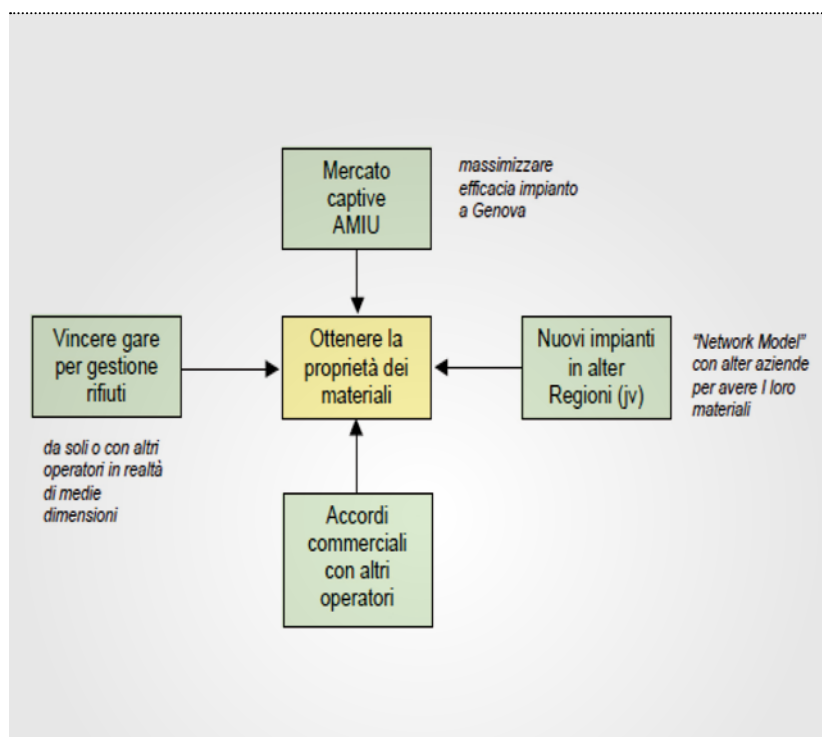 Mercato
captive
AMIU
massimizzare
efficacia impianto
a Genova
Vincere gare
per gestione
rifiuti
Ottenere la
proprietà dei
materiali
Nuovi impianti
in alter
Regioni (jv)
“Network Model”
con alter aziende
per avere I loro
materiali
da soli o con altri
operatori in realtà
di medie
dimensioni
Accordi
commerciali
con altri
operatori